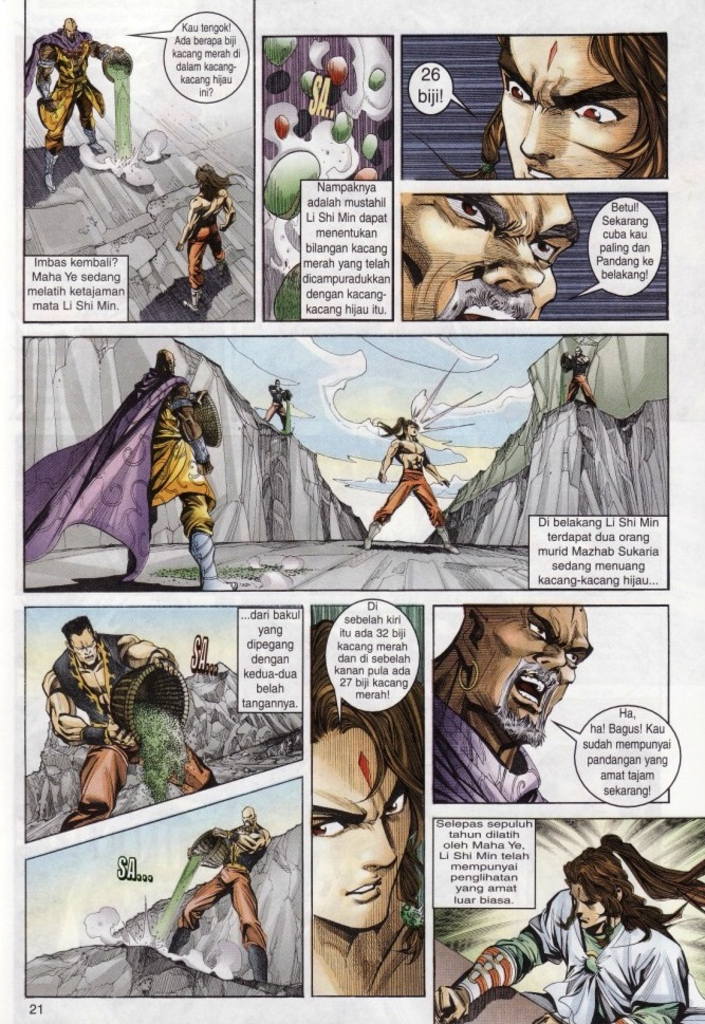 Kau tengok!
Ada berapa biji
kacang merah di
dalam kacang-
kacang hijau
ini?
Imbas kembali?
Maha Ye sedang
melatih ketajaman
mata Li Shi Min.
SA...
Nampaknya
adalah mustahil
Li Shi Min dapat
menentukan
bilangan kacang
merah yang telah
dicampuradukkan
dengan kacang-
kacang hijau itu.
26
biji!
Betul!
Sekarang
cuba kau
paling dan
Pandang ke
belakang!
Di belakang Li Shi Min
terdapat dua orang
murid Mazhab Sukaria
sedang menuang
kacang-kacang hijau...
...dari bakul
yang
dipegang
dengan
kedua-dua
belah
tangannya.
SA...
SA...
Di
sebelah kiri
itu ada 32 biji
kacang merah
dan di sebelah
kanan pula ada
27 biji kacang
merah!
Ha,
ha! Bagus! Kau
sudah mempunyai
pandangan yang
amat tajam
sekarang!
Selepas sepuluh
tahun dilatih
oleh Maha Ye,
Li Shi Min telah
mempunyai
penglihatan
yang amat
luar biasa.
21